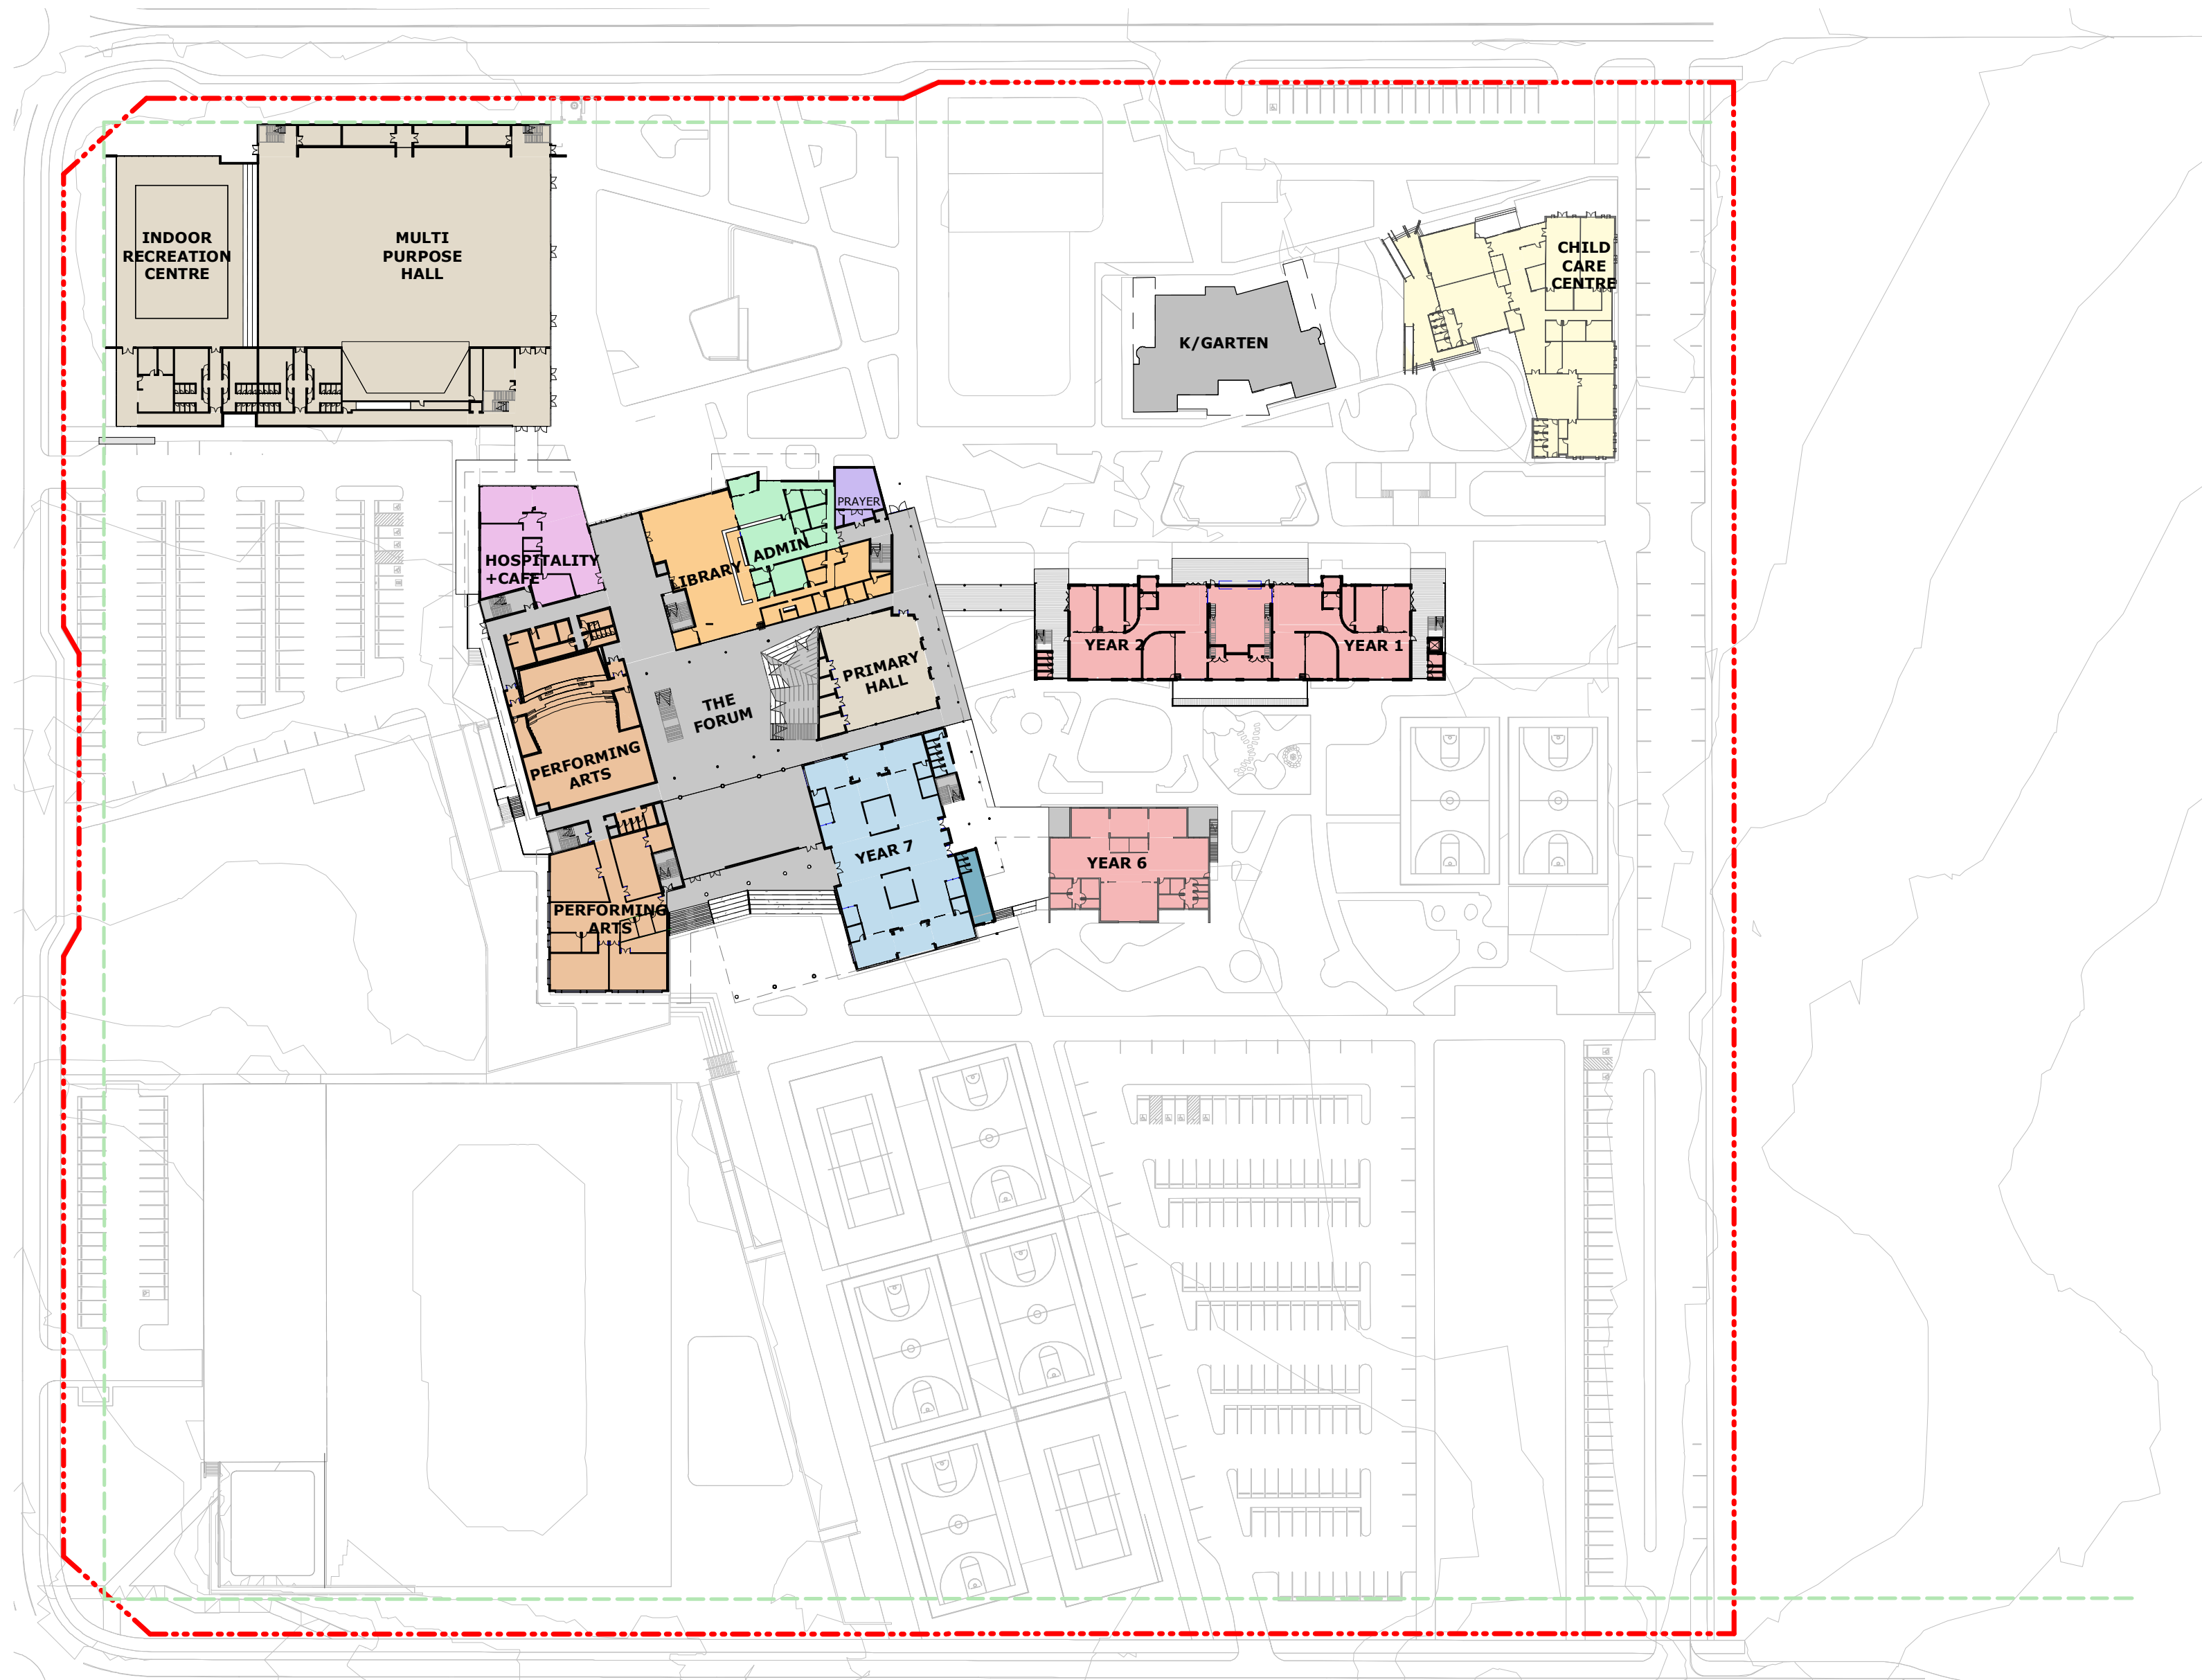 INDOOR
RECREATION
CENTRE
MULTI
PURPOSE
HALL
CHILD
CARE
CENTRE
K/GARTEN
PRAYER
HOSPITALITY
+CAFE
LIBRARY
ADMIN
YEAR 2
YEAR 1
PRIMARY
HALL
THE
FORUM
PERFORMING
ARTS
YEAR 7
YEAR 6
PERFORMING
ARTS